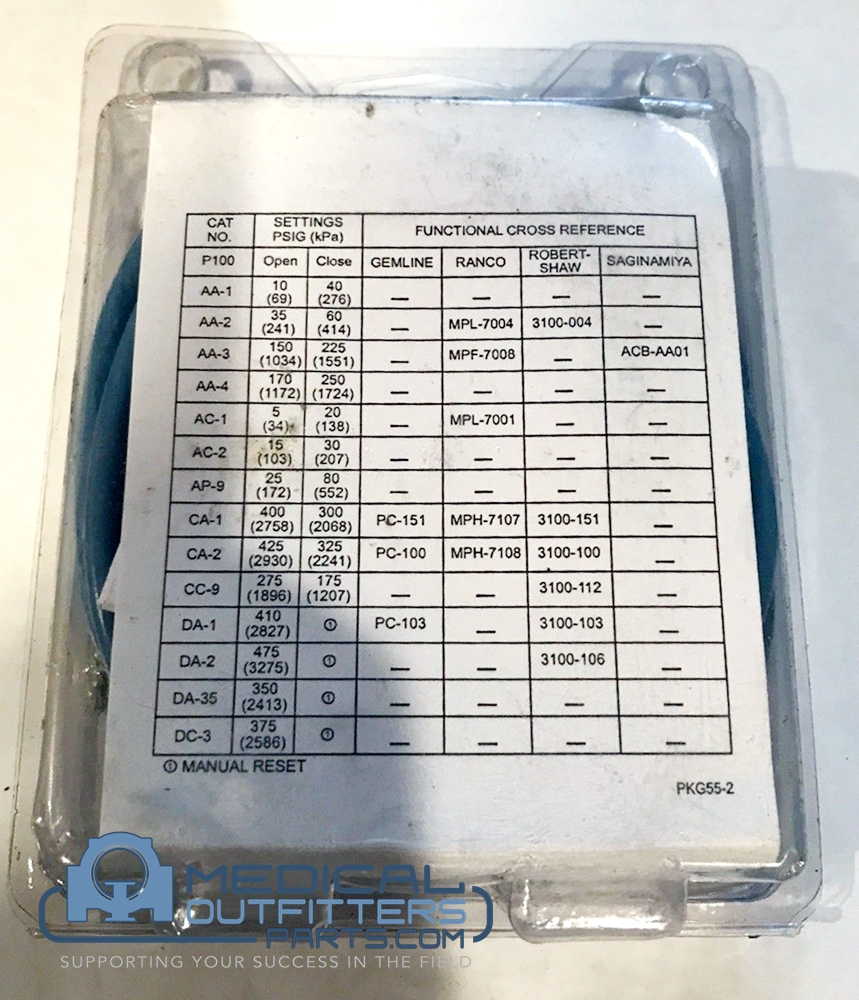 CAT NO. SETTINGS PSIG (kPa) FUNCTIONAL CROSS REFERENCE
P100 Open Close GEMLINE RANCO ROBERT-SHAW SAGINAMIYA
AA-1 10 (69) 40 (276) — — — —
AA-2 35 (241) 60 (414) — MPL-7004 3100-004 —
AA-3 150 (1034) 225 (1551) — MPF-7008 — ACB-AA01
AA-4 170 (1172) 250 (1724) — — — —
AC-1 5 (34) 20 (138) — MPL-7001 — —
AC-2 15 (103) 30 (207) — — — —
AP-9 25 (172) 80 (552) — — — —
CA-1 400 (2758) 300 (2068) PC-151 MPH-7107 3100-151 —
CA-2 425 (2930) 325 (2241) PC-100 MPH-7108 3100-100 —
CC-9 275 (1896) 175 (1207) — — 3100-112 —
DA-1 410 (2827) ① PC-103 — 3100-103 —
DA-2 475 (3275) ① — — 3100-106 —
DA-35 350 (2413) ① — — — —
DC-3 375 (2586) ① — — — —
① MANUAL RESET
PKG55-2
MEDICAL
OUTFITTERS
PARTS.COM
SUPPORTING YOUR SUCCESS IN THE FIELD